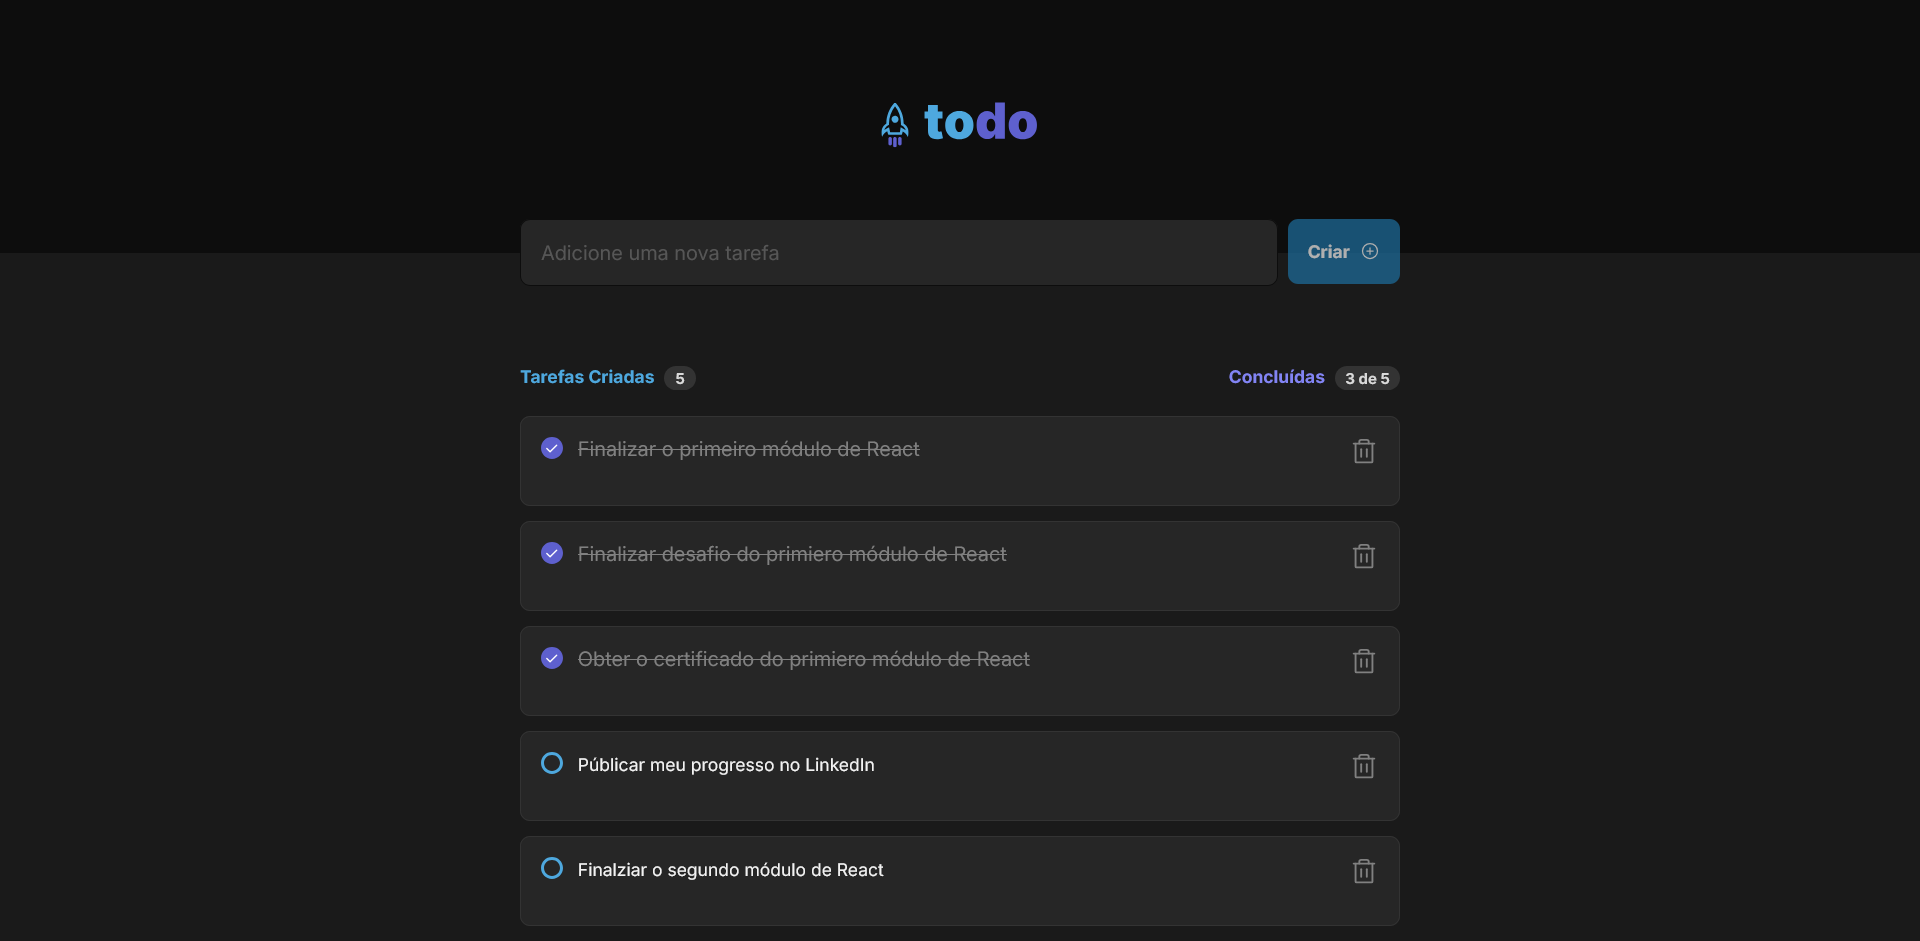 todo
Adicione uma nova tarefa
Criar
Tarefas Criadas 5
Concluídas 3 de 5
Finalizar o primeiro módulo de React
Finalizar desafio do primiero módulo de React
Obter o certificado do primiero módulo de React
Públicar meu progresso no LinkedIn
Finalziar o segundo módulo de React